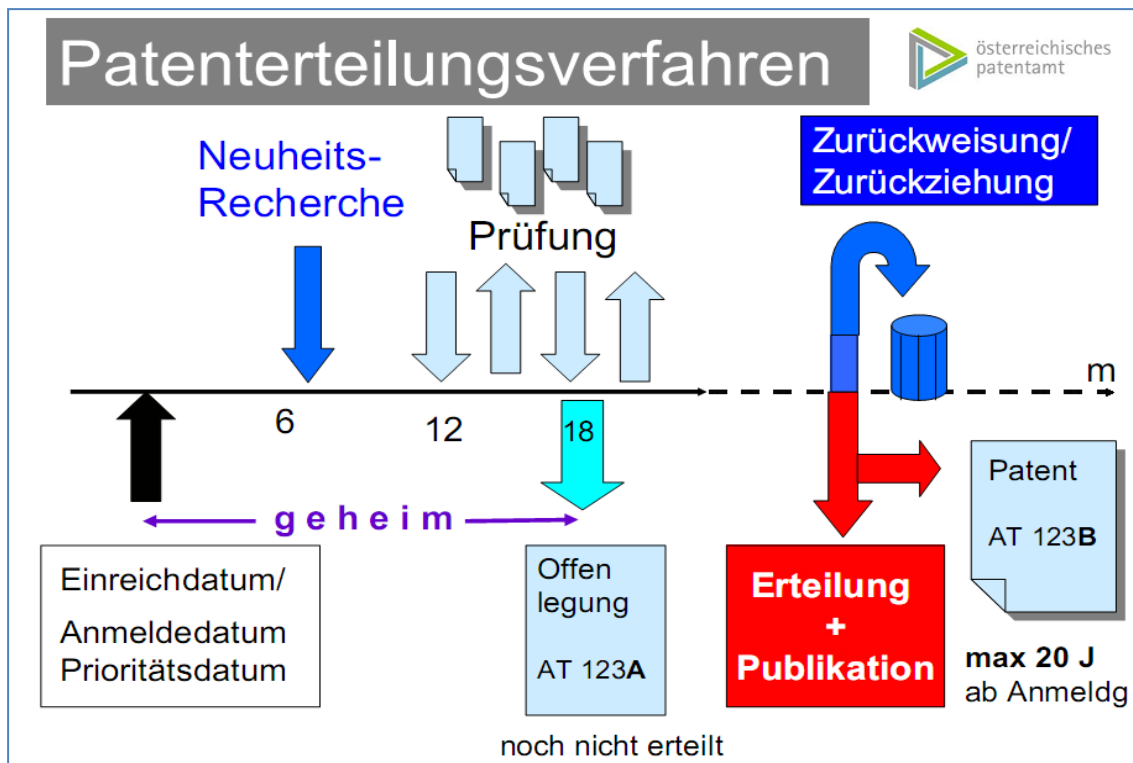 Patenterteilungsverfahren
österreichisches
patentamt
Neuheits-
Recherche
Prüfung
Zurückweisung/
Zurückziehung
m
6
12
18
g e h e i m
Einreichdatum/
Anmeldedatum
Prioritätsdatum
Offen
legung
AT 123A
noch nicht erteilt
Erteilung
+
Publikation
Patent
AT 123B
max 20 J
ab Anmeldg